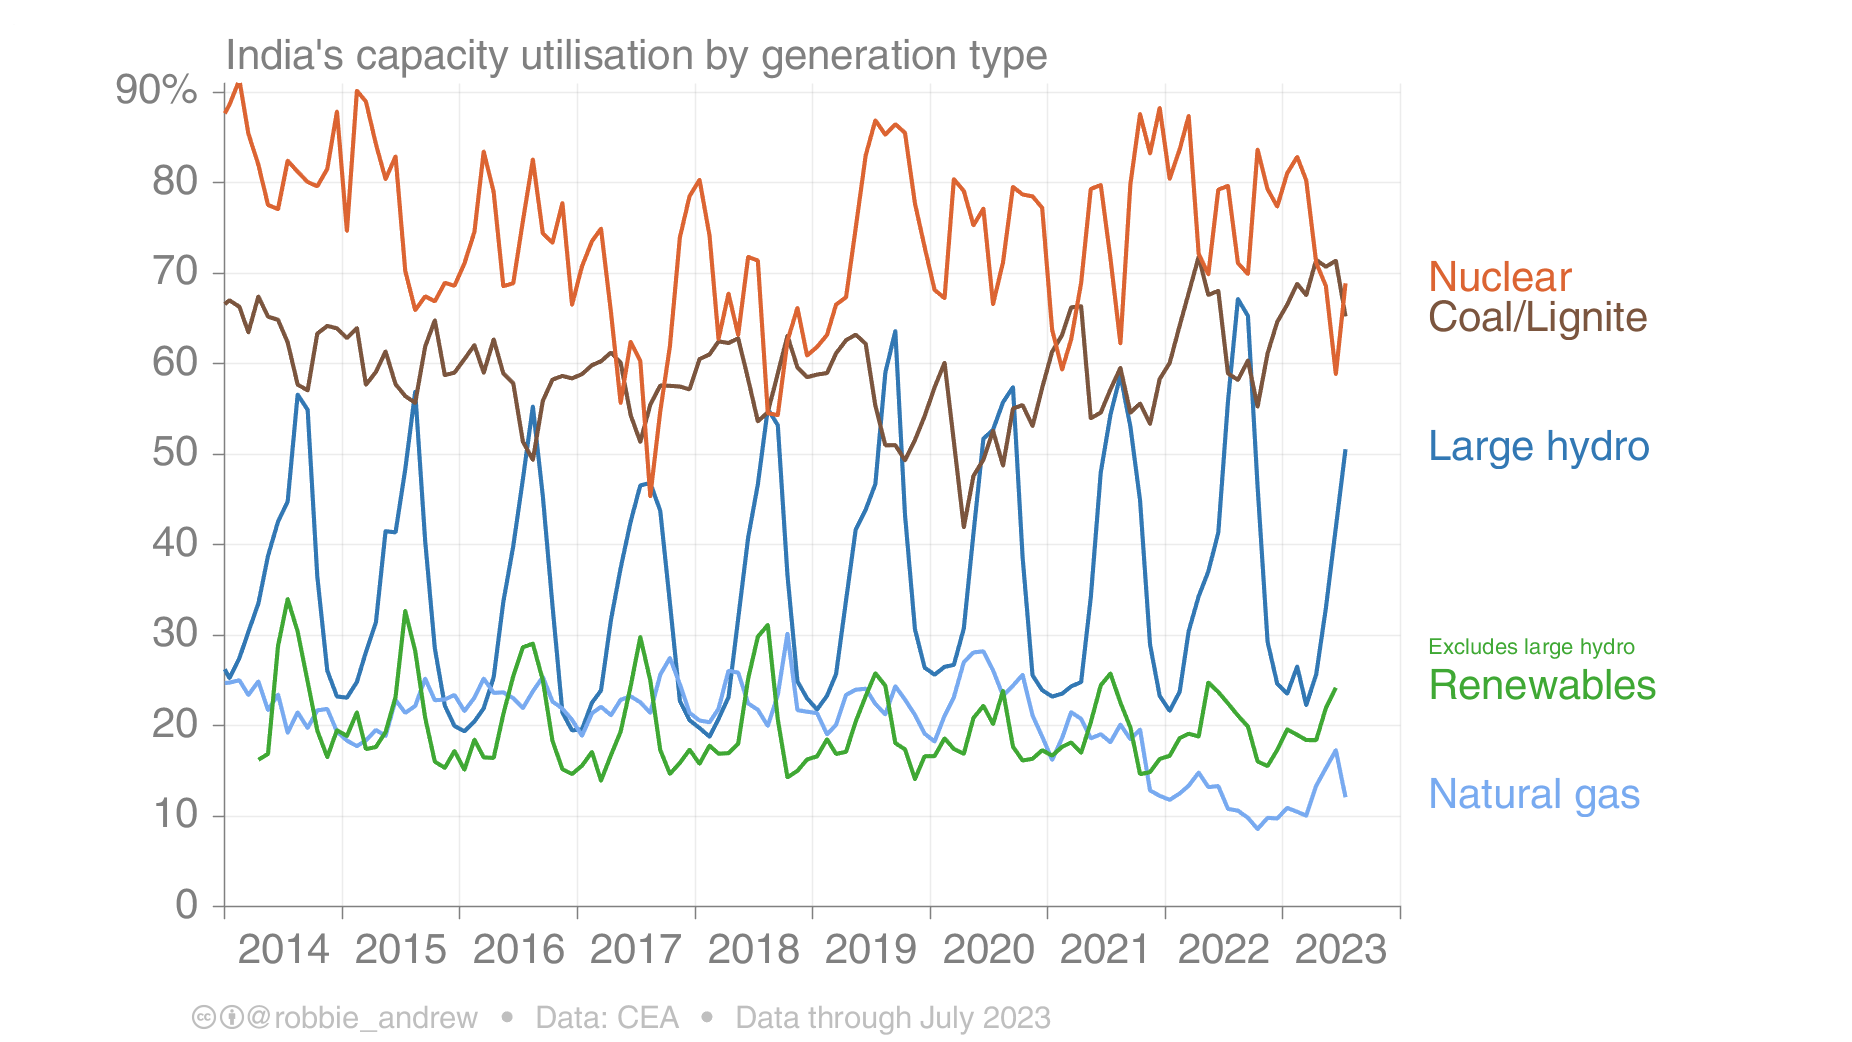 India's capacity utilisation by generation type
90%
80
70
60
50
40
30
20
10
0
2014 2015 2016 2017 2018 2019 2020 2021 2022 2023
Nuclear
Coal/Lignite
Large hydro
Excludes large hydro
Renewables
Natural gas
@robbie_andrew • Data: CEA • Data through July 2023